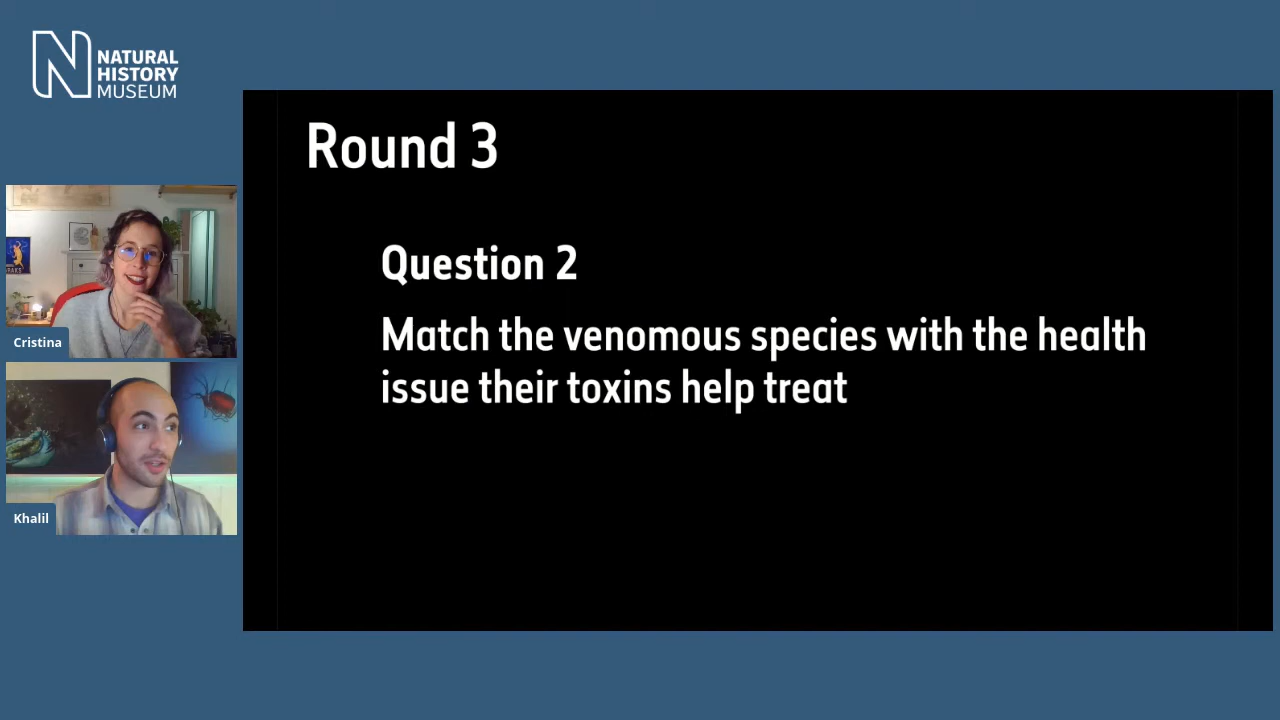 NATURAL
HISTORY
MUSEUM
Round 3
Question 2
Match the venomous species with the health
issue their toxins help treat
Cristina
Khalil